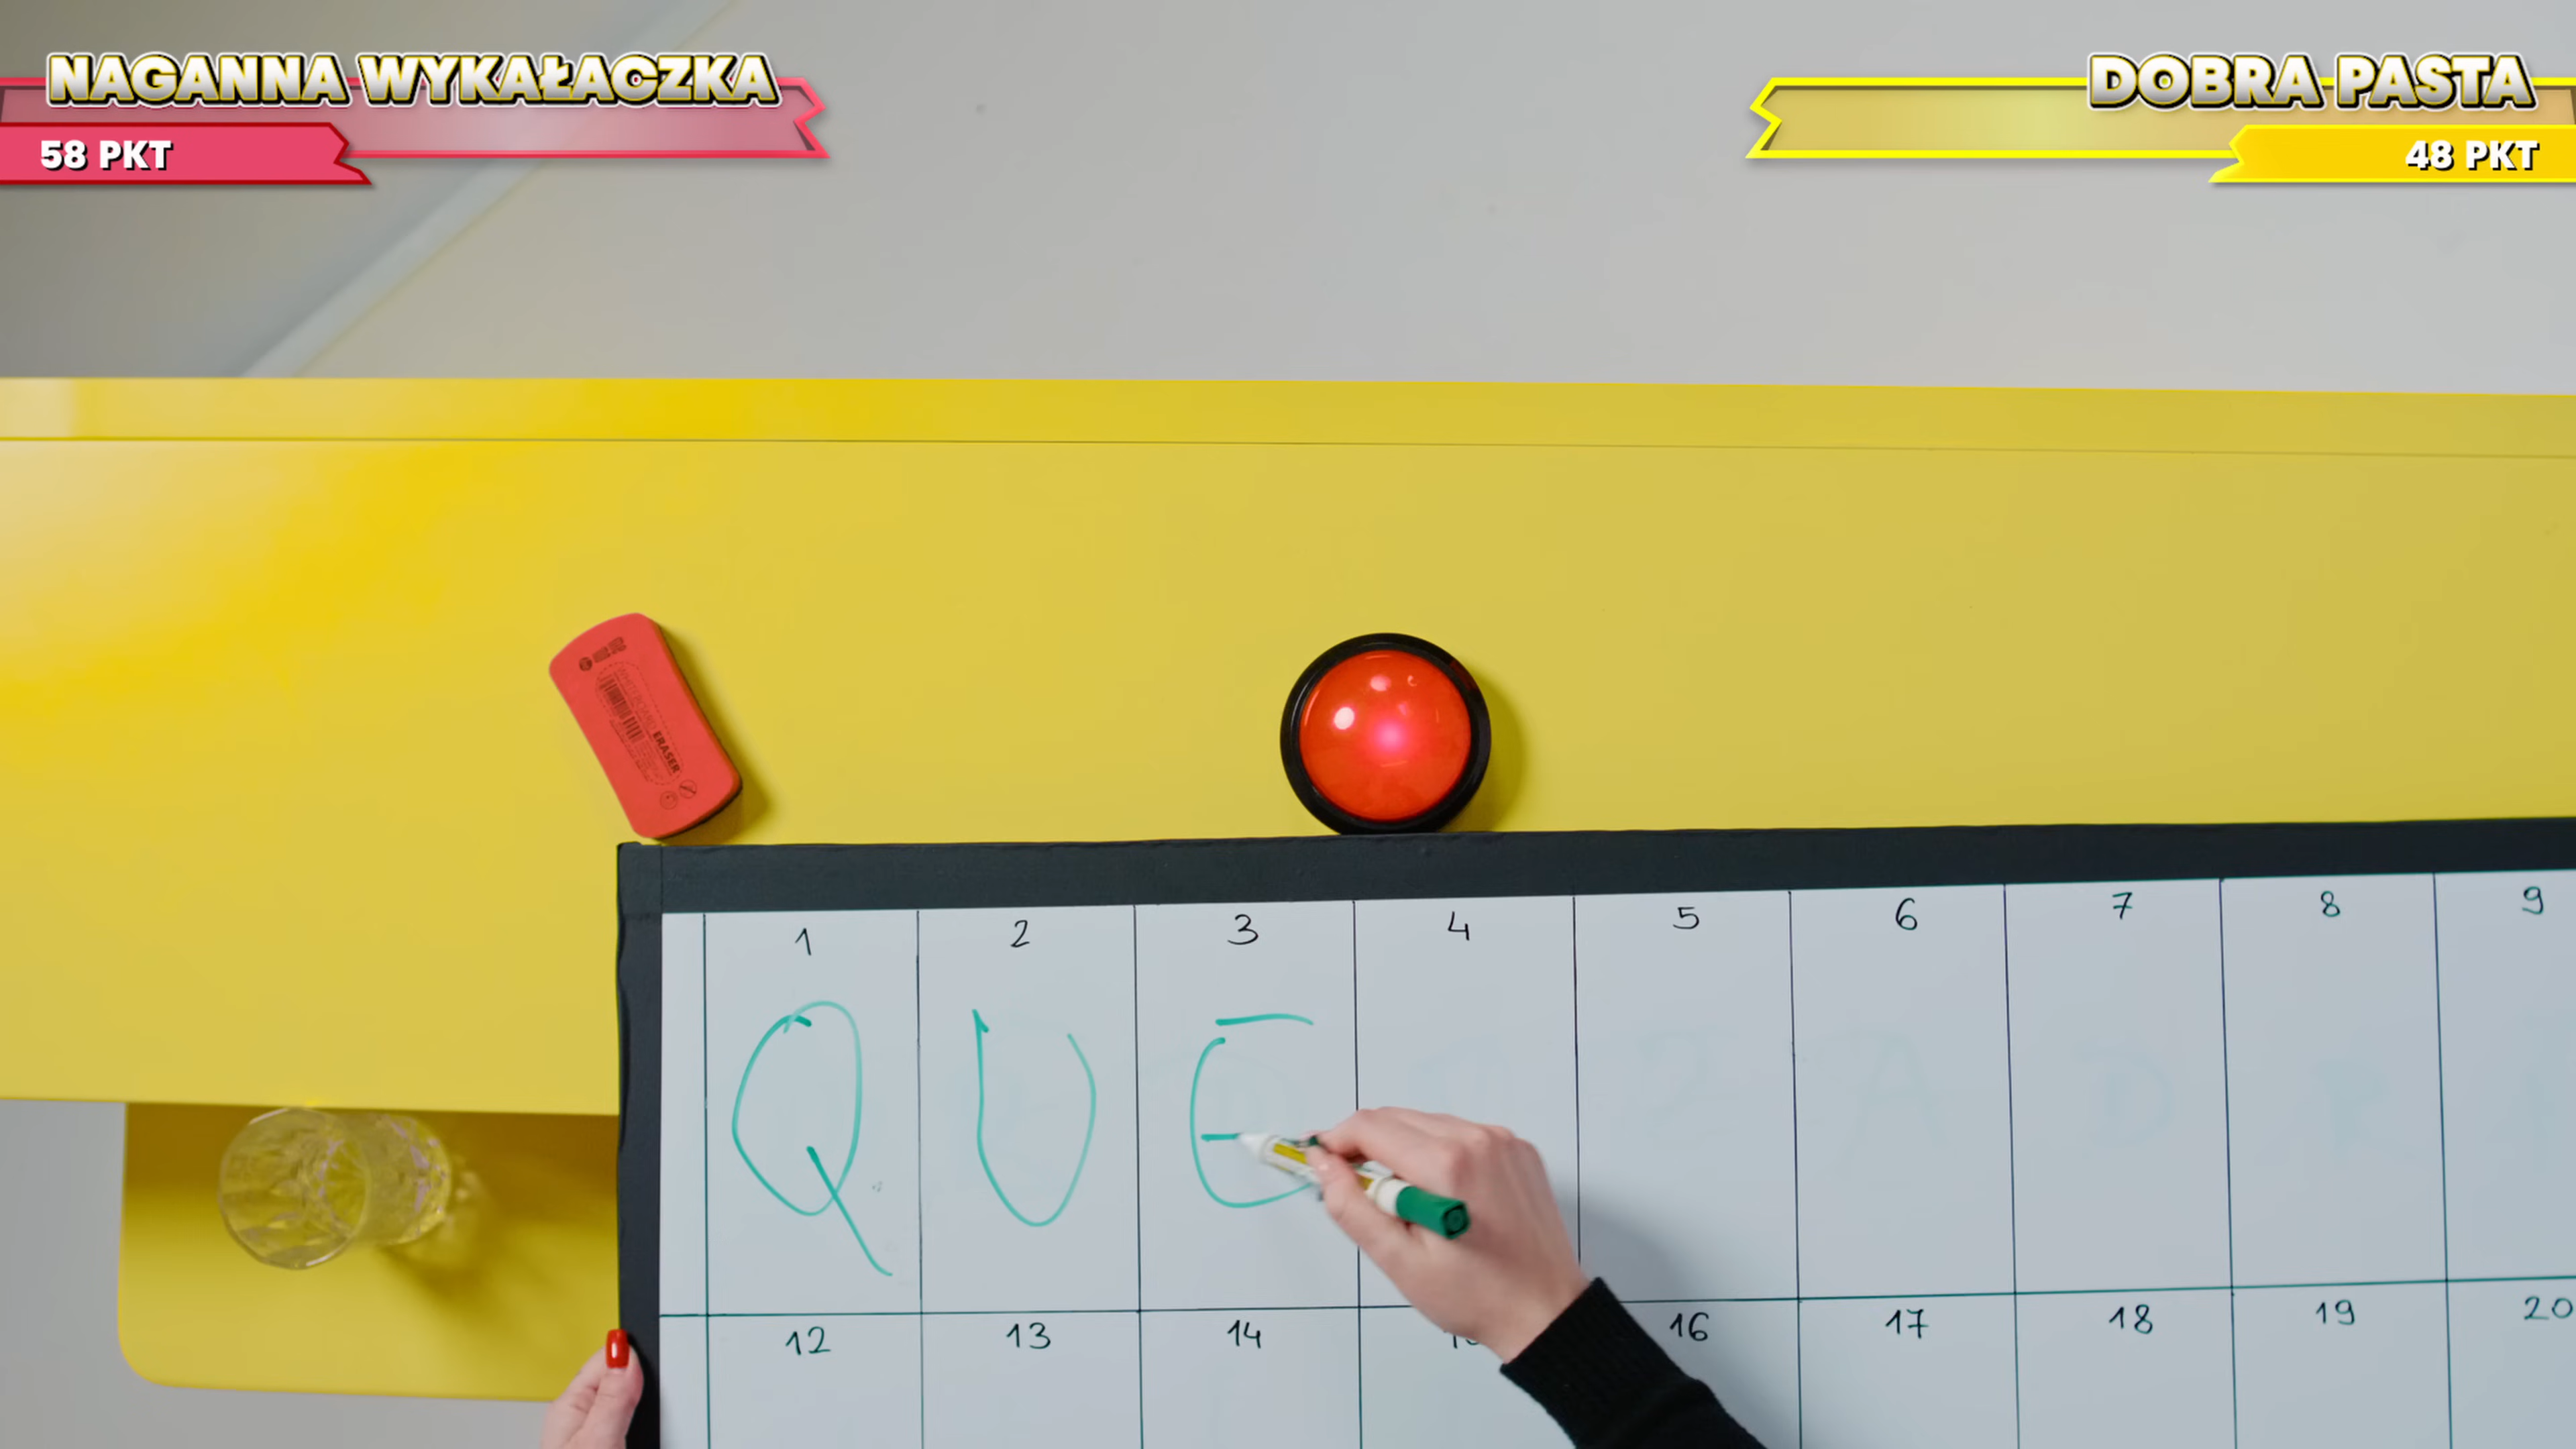 NAGANNA WYKAŁACZKA
58 PKT
DOBRA PASTA
48 PKT
ERASER
1 2 3 4 5 6 7 8 9
Q U E
12 13 14 16 17 18 19 20